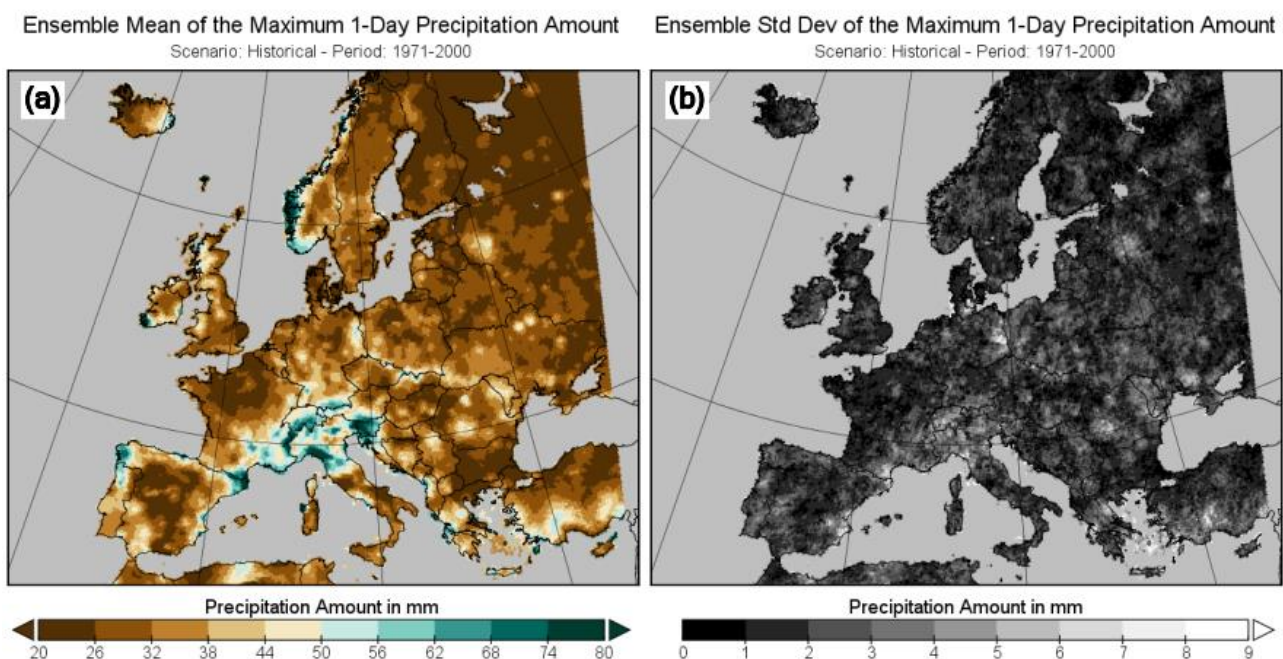 Ensemble Mean of the Maximum 1-Day Precipitation Amount
Scenario: Historical - Period: 1971-2000
(a)
Precipitation Amount in mm
20 26 32 38 44 50 56 62 68 74 80
Ensemble Std Dev of the Maximum 1-Day Precipitation Amount
Scenario: Historical - Period: 1971-2000
(b)
Precipitation Amount in mm
0 1 2 3 4 5 6 7 8 9